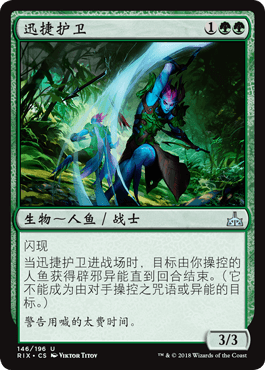 迅捷护卫 1
生物～人鱼 / 战士
闪现
当迅捷护卫进战场时，目标由你操控的
人鱼获得辟邪异能直到回合结束。（它
不能成为由对手操控之咒语或异能的目
标。）
警告用喊的太费时间。
3/3
146/196 U
RIX • CS VIKTOR TITOV
™ & © 2018 Wizards of the Coast